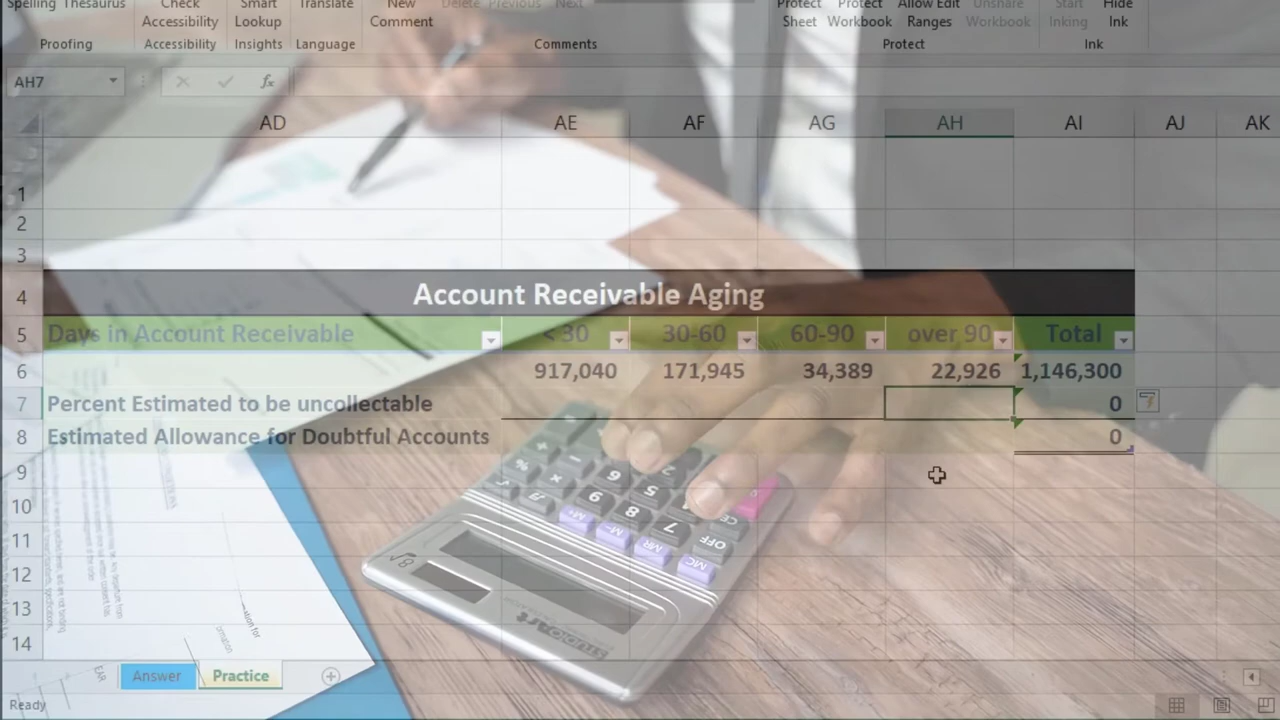 Spelling Thesaurus Check Smart Translate New Delete Previous Next Protect Protect Allow Edit Unshare Start Hide
Accessibility Lookup Comment Sheet Workbook Ranges Workbook Inking Ink
Proofing Accessibility Insights Language Comments Protect Ink
AH7 fx
AD AE AF AG AH AI AJ AK
1
2
3
4 Account Receivable Aging
5 Days in Account Receivable < 30 30-60 60-90 over 90 Total
6 917,040 171,945 34,389 22,926 1,146,300
7 Percent Estimated to be uncollectable 0
8 Estimated Allowance for Doubtful Accounts 0
9
10
11
12
13
14
Answer Practice
Ready